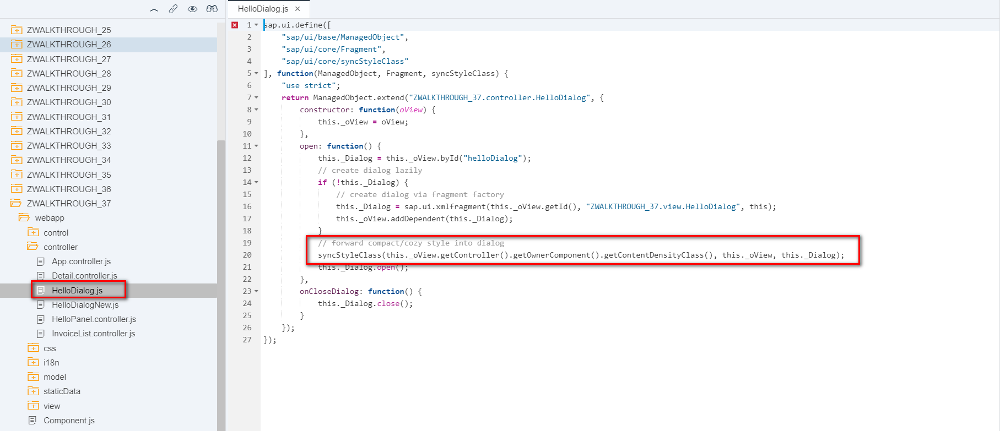 ZWALKTHROUGH_25
ZWALKTHROUGH_26
ZWALKTHROUGH_27
ZWALKTHROUGH_28
ZWALKTHROUGH_29
ZWALKTHROUGH_30
ZWALKTHROUGH_31
ZWALKTHROUGH_32
ZWALKTHROUGH_33
ZWALKTHROUGH_34
ZWALKTHROUGH_35
ZWALKTHROUGH_36
ZWALKTHROUGH_37
webapp
control
controller
App.controller.js
Detail.controller.js
HelloDialog.js
HelloDialogNew.js
HelloPanel.controller.js
InvoiceList.controller.js
css
i18n
model
staticData
view
Component.js
HelloDialog.js ×
1 sap.ui.define([
2 "sap/ui/base/ManagedObject",
3 "sap/ui/core/Fragment",
4 "sap/ui/core/syncStyleClass"
5 ], function(ManagedObject, Fragment, syncStyleClass) {
6 "use strict";
7 return ManagedObject.extend("ZWALKTHROUGH_37.controller.HelloDialog", {
8 constructor: function(oView) {
9 this._oView = oView;
10 },
11 open: function() {
12 this._Dialog = this._oView.byId("helloDialog");
13 // create dialog lazily
14 if (!this._Dialog) {
15 // create dialog via fragment factory
16 this._Dialog = sap.ui.xmlfragment(this._oView.getId(), "ZWALKTHROUGH_37.view.HelloDialog", this);
17 this._oView.addDependent(this._Dialog);
18 }
19 // forward compact/cozy style into dialog
20 syncStyleClass(this._oView.getController().getOwnerComponent().getContentDensityClass(), this._oView, this._Dialog);
21 this._Dialog.open();
22 },
23 onCloseDialog: function() {
24 this._Dialog.close();
25 }
26 });
27 });